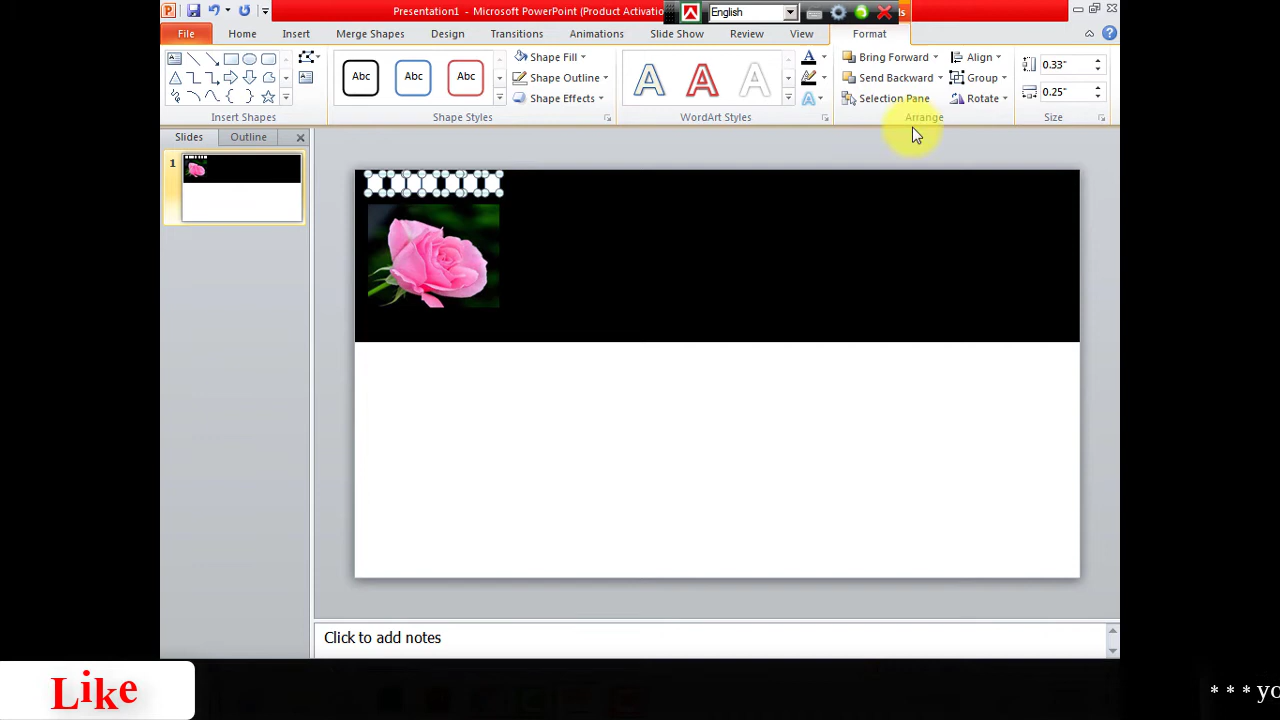 Presentation1 - Microsoft PowerPoint (Product Activatio
English
File Home Insert Merge Shapes Design Transitions Animations Slide Show Review View Format
Abc Abc Abc
Shape Fill
Shape Outline
Shape Effects
A A A
Bring Forward
Send Backward
Selection Pane
Align
Group
Rotate
0.33"
0.25"
Insert Shapes Shape Styles WordArt Styles Arrange Size
Slides Outline
1
Click to add notes
Like
* * * yo